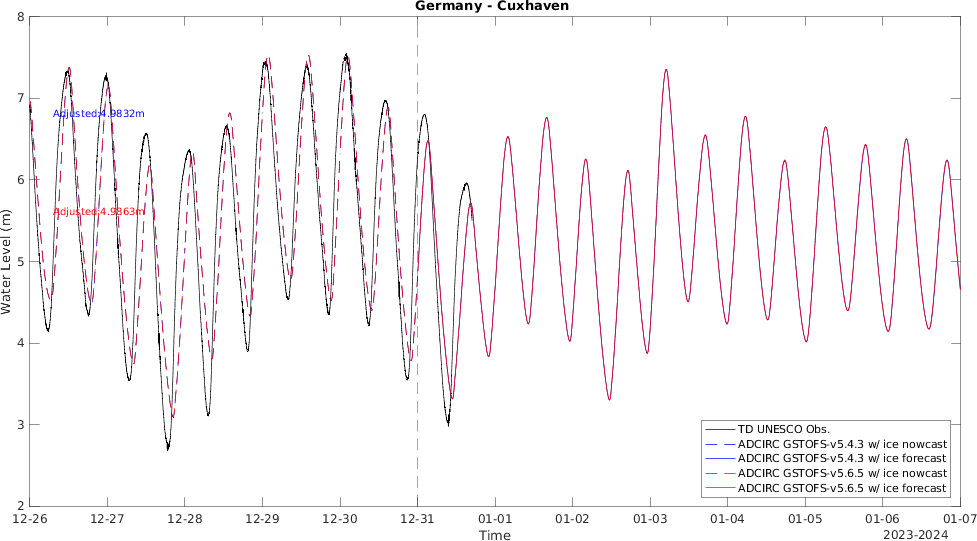 Germany - Cuxhaven
8
7
6
5
4
3
2
Water Level (m)
Adjusted:4.9832m
Adjusted:4.9363m
TD UNESCO Obs.
ADCIRC GSTOFS-v5.4.3 w/ ice nowcast
ADCIRC GSTOFS-v5.4.3 w/ ice forecast
ADCIRC GSTOFS-v5.6.5 w/ ice nowcast
ADCIRC GSTOFS-v5.6.5 w/ ice forecast
12-26 12-27 12-28 12-29 12-30 12-31 01-01 01-02 01-03 01-04 01-05 01-06 01-07
Time
2023-2024